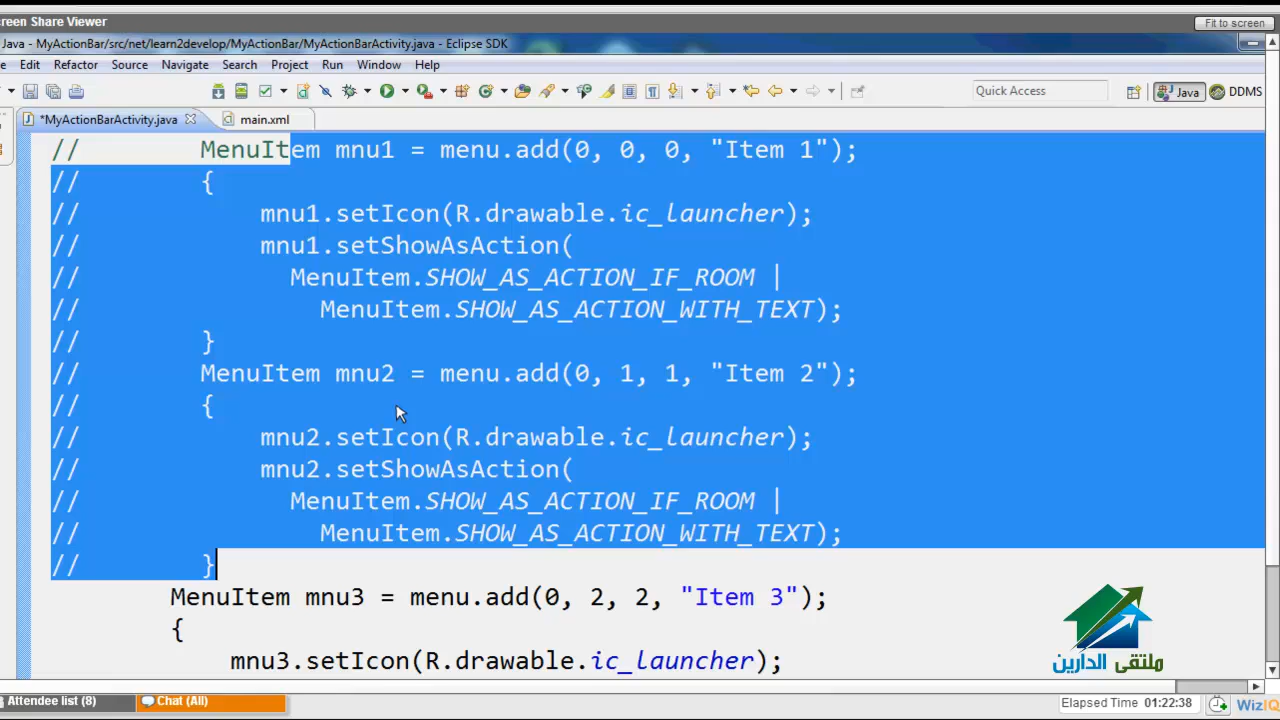 creen Share Viewer
Fit to screen
Java - MyActionBar/src/net/learn2develop/MyActionBar/MyActionBarActivity.java - Eclipse SDK
e Edit Refactor Source Navigate Search Project Run Window Help
Quick Access
Java
DDMS
*MyActionBarActivity.java
main.xml
// MenuItem mnu1 = menu.add(0, 0, 0, "Item 1");
// {
// mnu1.setIcon(R.drawable.ic_launcher);
// mnu1.setShowAsAction(
// MenuItem.SHOW_AS_ACTION_IF_ROOM |
// MenuItem.SHOW_AS_ACTION_WITH_TEXT);
// }
// MenuItem mnu2 = menu.add(0, 1, 1, "Item 2");
// {
// mnu2.setIcon(R.drawable.ic_launcher);
// mnu2.setShowAsAction(
// MenuItem.SHOW_AS_ACTION_IF_ROOM |
// MenuItem.SHOW_AS_ACTION_WITH_TEXT);
// }
MenuItem mnu3 = menu.add(0, 2, 2, "Item 3");
{
mnu3.setIcon(R.drawable.ic_launcher);
ملتقى الدارين
Attendee list (8)
Chat (All)
Elapsed Time 01:22:38
WizIQ